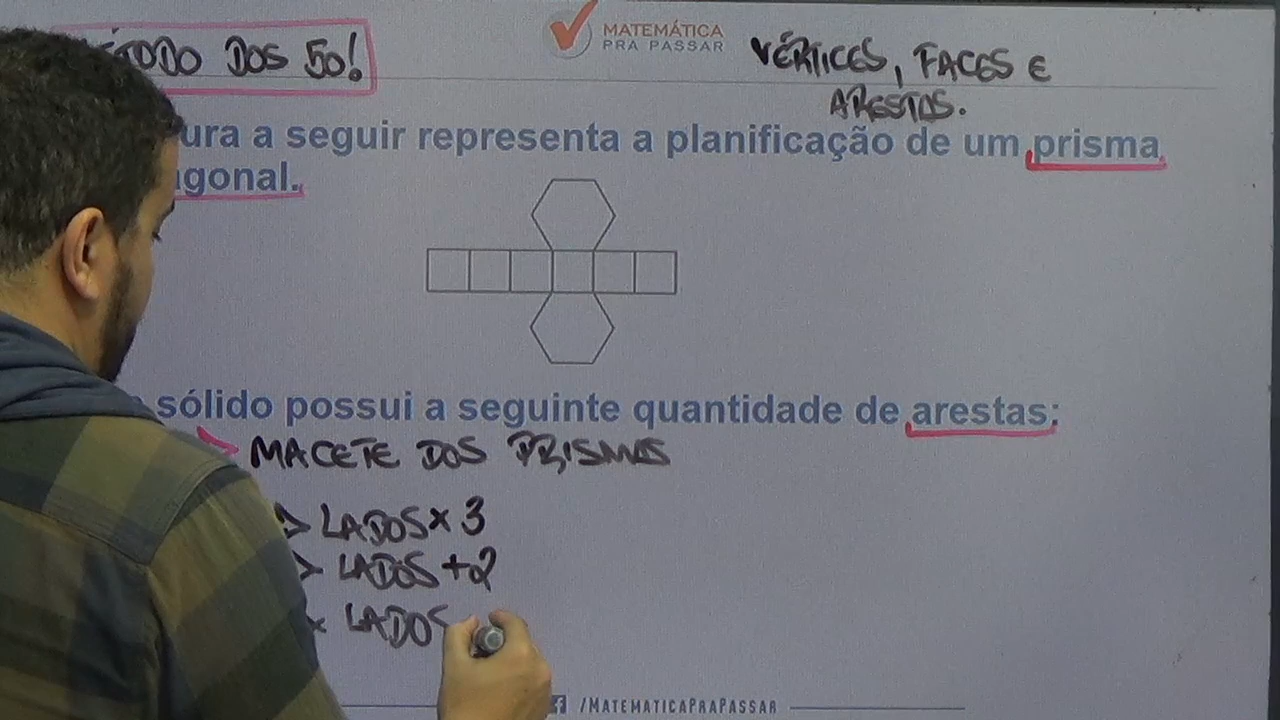 TODO DOS 50!
MATEMÁTICA
PRA PASSAR
VÉRTICES, FACES E
ARESTAS.
ura a seguir representa a planificação de um prisma
gonal.
sólido possui a seguinte quantidade de arestas:
MACETE DOS PRISMAS
> LADOS x 3
> LADOS +2
x LADOS
/MATEMATICAPRAPASSAR